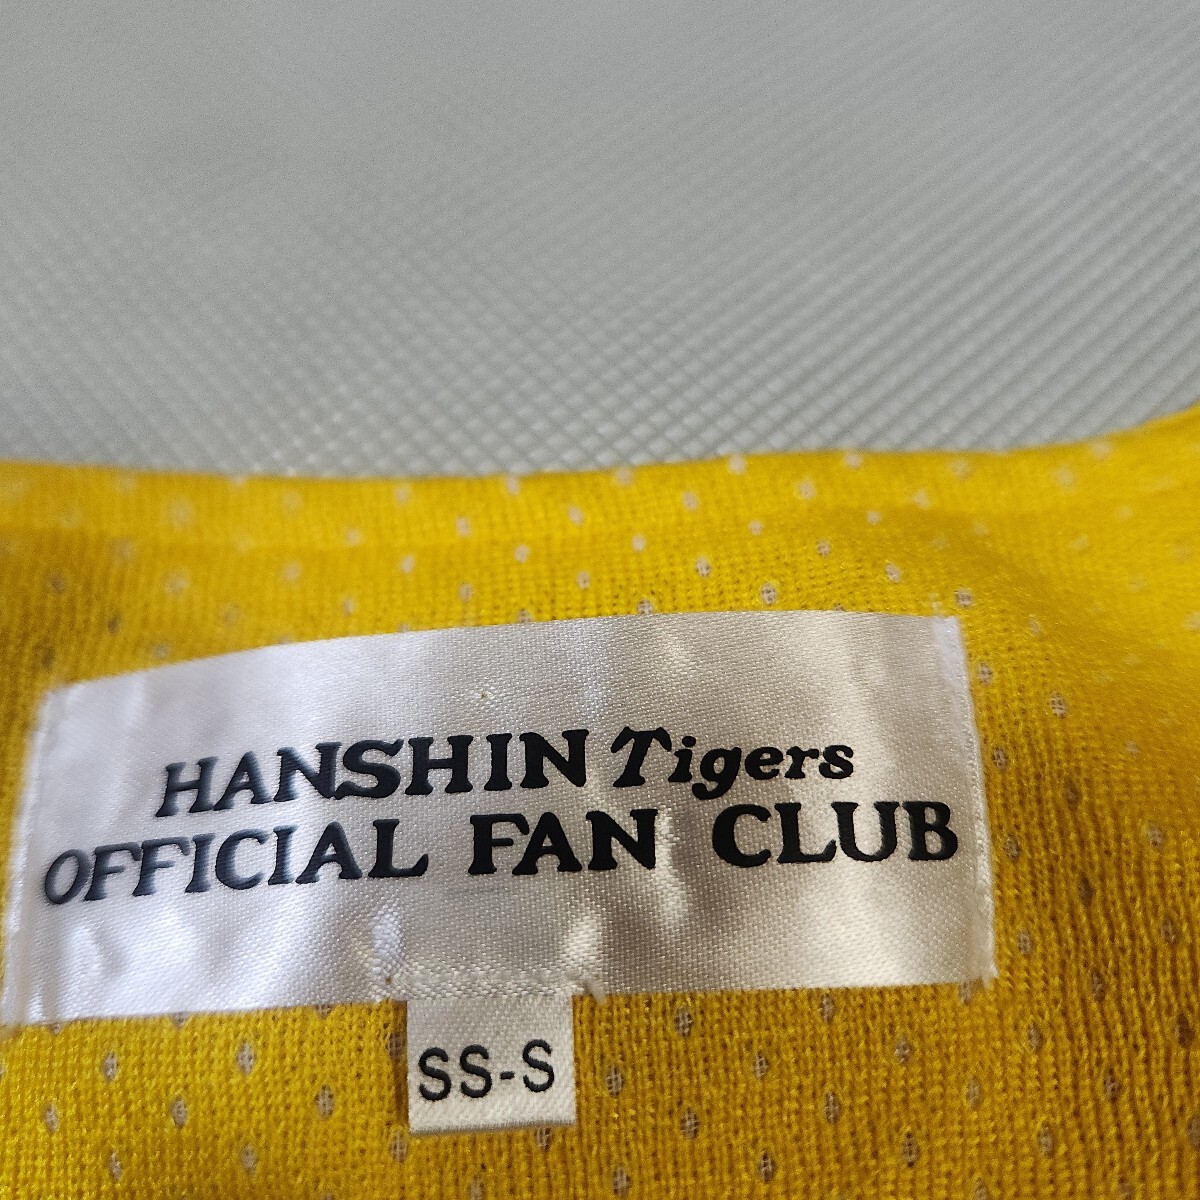 HANSHIN Tigers
OFFICIAL FAN CLUB
SS-S